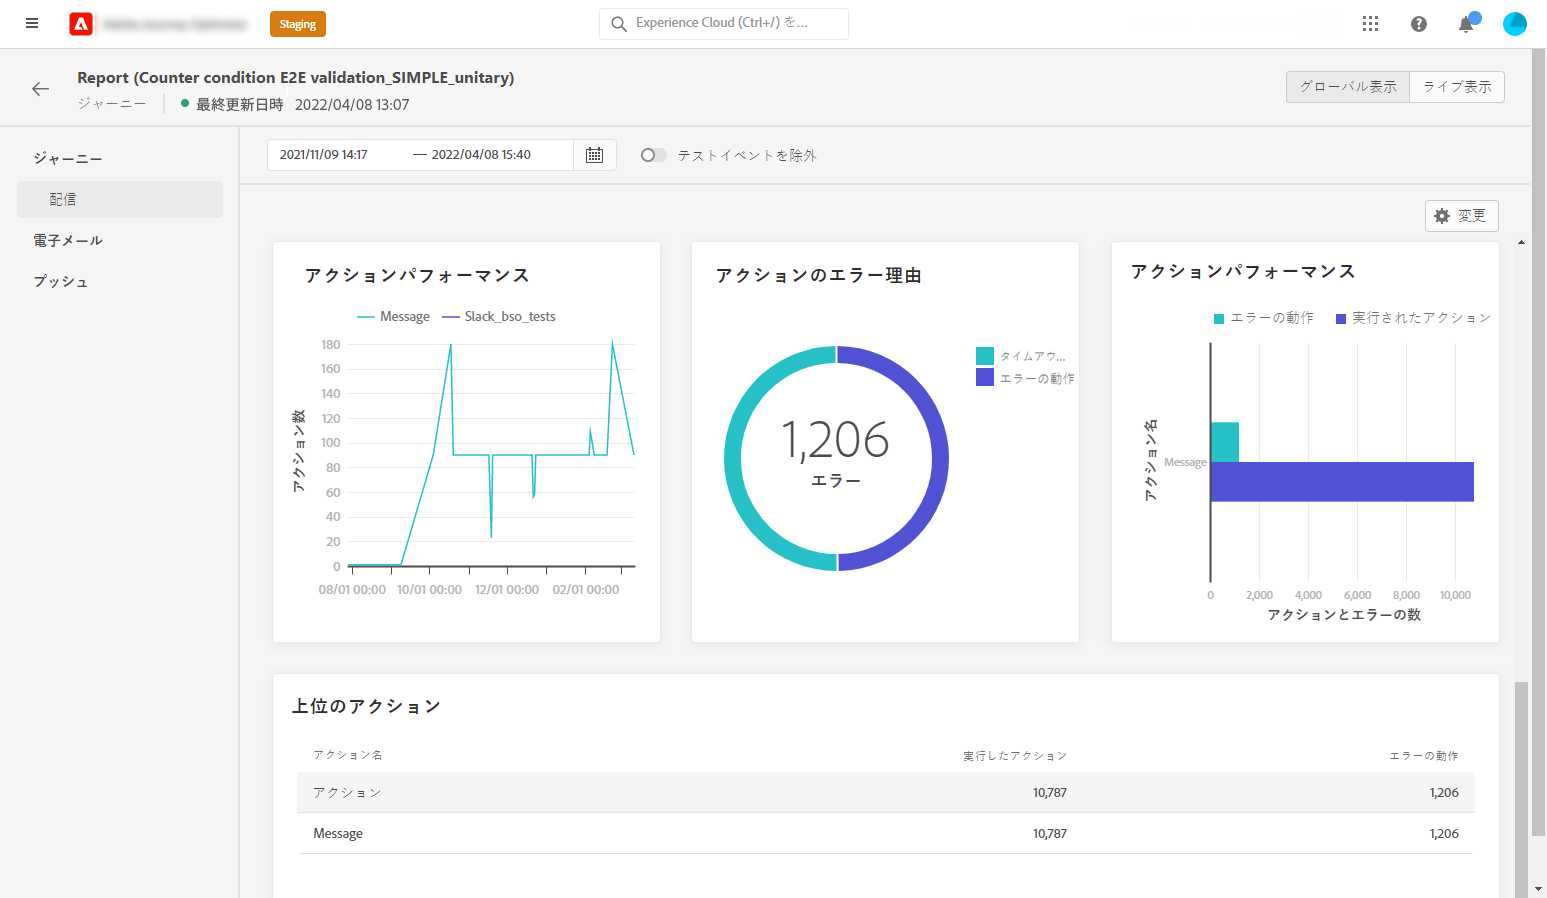 Staging
Experience Cloud (Ctrl+/) を...
Report (Counter condition E2E validation_SIMPLE_unitary)
ジャーニー
最終更新日時 2022/04/08 13:07
グローバル表示
ライブ表示
ジャーニー
配信
電子メール
プッシュ
2021/11/09 14:17 — 2022/04/08 15:40
テストイベントを除外
変更
アクションパフォーマンス
Message
Slack_bso_tests
アクション数
180
160
140
120
100
80
60
40
20
0
08/01 00:00 10/01 00:00 12/01 00:00 02/01 00:00
アクションのエラー理由
タイムアウ...
エラーの動作
1,206
エラー
アクションパフォーマンス
エラーの動作
実行されたアクション
アクション名
Message
0 2,000 4,000 6,000 8,000 10,000
アクションとエラーの数
上位のアクション
アクション名 実行したアクション エラーの動作
アクション 10,787 1,206
Message 10,787 1,206